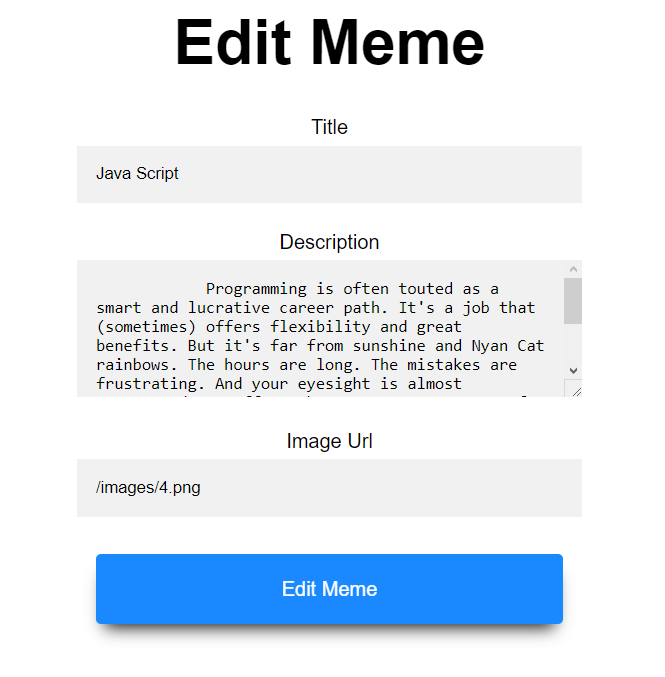 Edit Meme
Title
Java Script
Description
Programming is often touted as a
smart and lucrative career path. It's a job that
(sometimes) offers flexibility and great
benefits. But it's far from sunshine and Nyan Cat
rainbows. The hours are long. The mistakes are
frustrating. And your eyesight is almost
Image Url
/images/4.png
Edit Meme